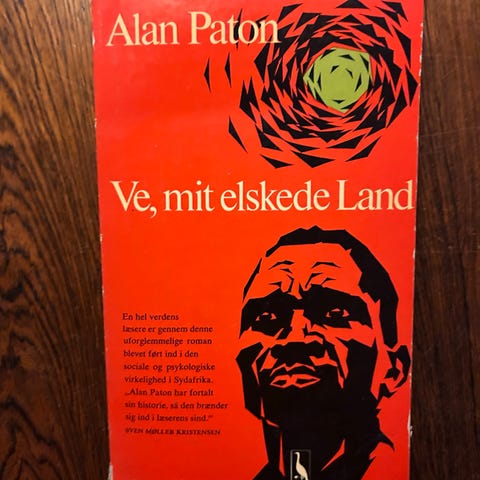 Alan Paton
Ve, mit elskede Land
En hel verdens
læsere er gennem denne
uforglemmelige roman
blevet ført ind i den
sociale og psykologiske
virkelighed i Sydafrika.
„Alan Paton har fortalt
sin historie, så den brænder
sig ind i læserens sind.”
SVEN MØLLER KRISTENSEN